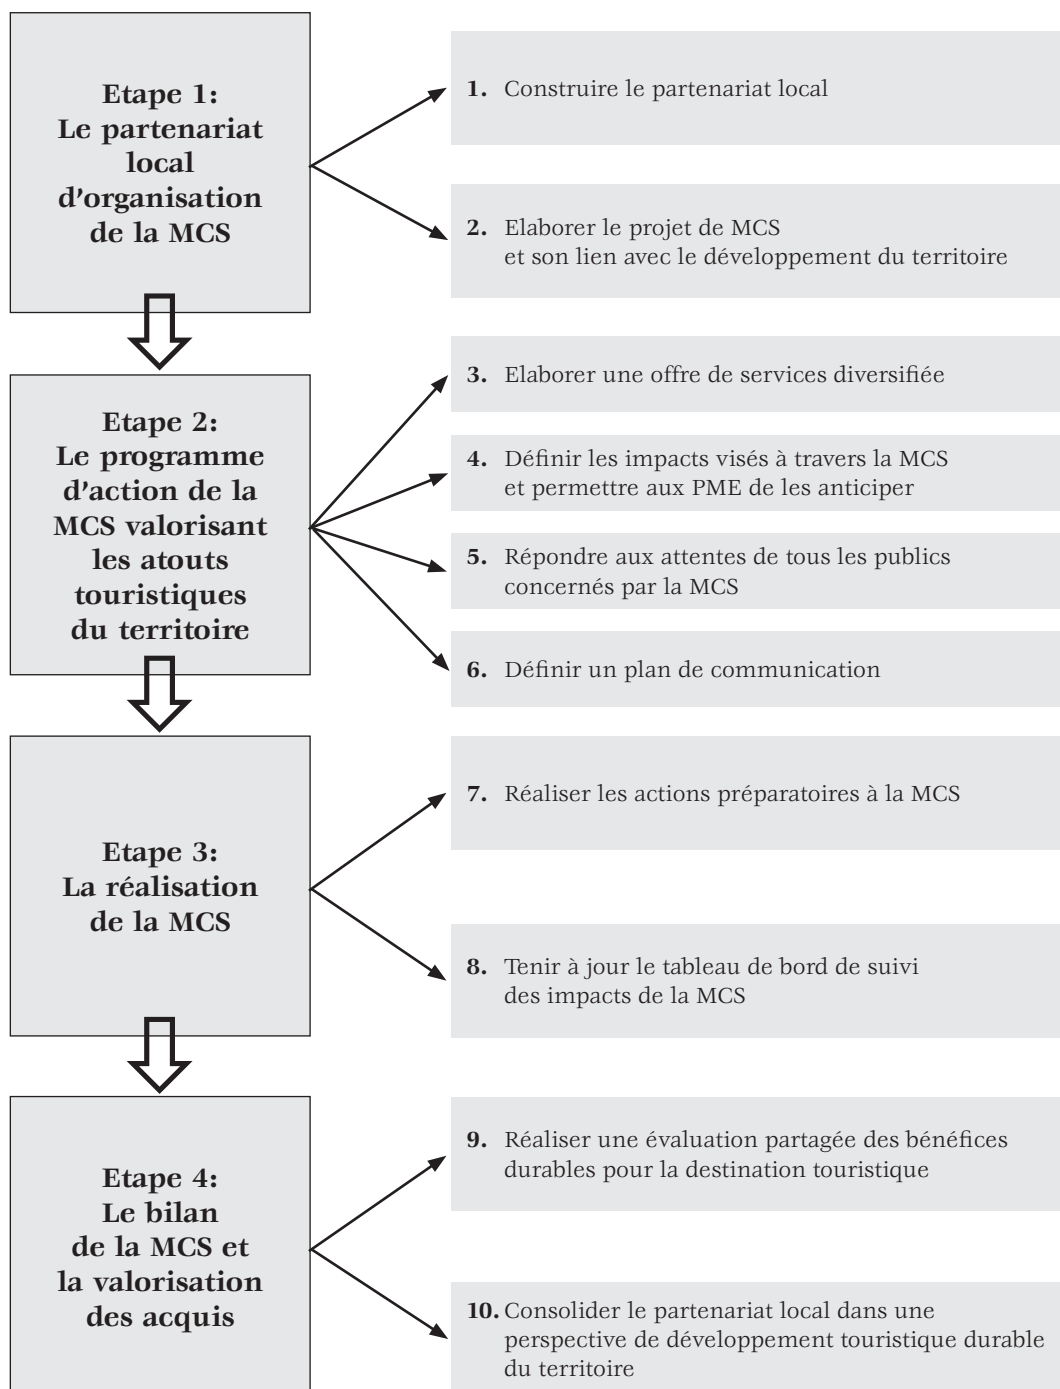 Etape 1:
Le partenariat
local
d'organisation
de la MCS
1. Construire le partenariat local
2. Elaborer le projet de MCS
et son lien avec le développement du territoire
Etape 2:
Le programme
d'action de la
MCS valorisant
les atouts
touristiques
du territoire
3. Elaborer une offre de services diversifiée
4. Définir les impacts visés à travers la MCS
et permettre aux PME de les anticiper
5. Répondre aux attentes de tous les publics
concernés par la MCS
6. Définir un plan de communication
Etape 3:
La réalisation
de la MCS
7. Réaliser les actions préparatoires à la MCS
8. Tenir à jour le tableau de bord de suivi
des impacts de la MCS
Etape 4:
Le bilan
de la MCS et
la valorisation
des acquis
9. Réaliser une évaluation partagée des bénéfices
durables pour la destination touristique
10. Consolider le partenariat local dans une
perspective de développement touristique durable
du territoire